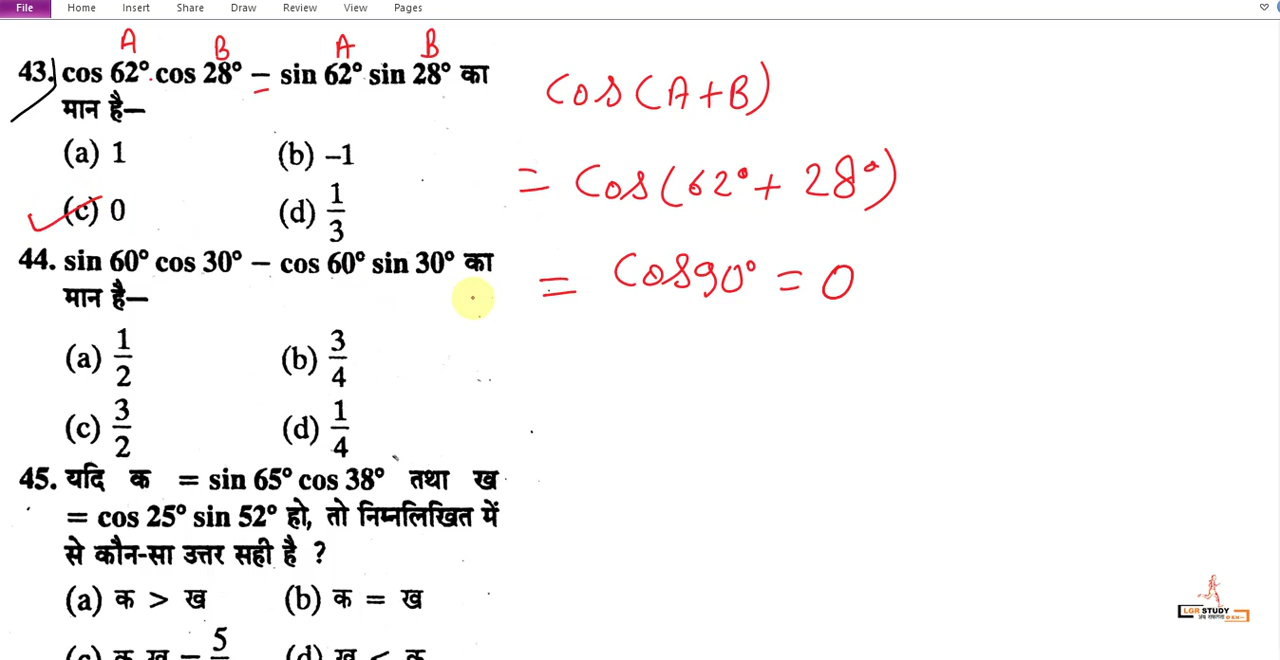 File Home Insert Share Draw Review View Pages
A B A B
43. cos 62° . cos 28° – sin 62° sin 28° का
मान है—
(a) 1 (b) –1
(c) 0 (d) 1/3
cos(A+B)
= cos(62° + 28°)
= cos90° = 0
44. sin 60° cos 30° – cos 60° sin 30° का
मान है—
(a) 1/2 (b) 3/4
(c) 3/2 (d) 1/4
45. यदि क = sin 65° cos 38° तथा ख
= cos 25° sin 52° हो, तो निम्नलिखित में
से कौन-सा उत्तर सही है ?
(a) क > ख (b) क = ख
LGR STUDY